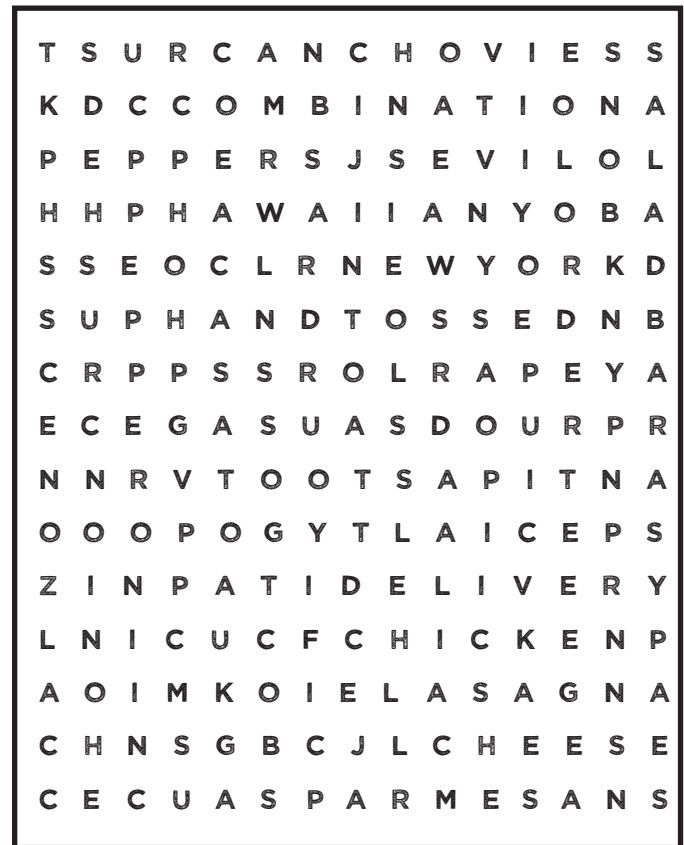 T S U R C A N C H O V I E S S
K D C C O M B I N A T I O N A
P E P P E R S J S E V I L O L
H H P H A W A I I A N Y O B A
S S E O C L R N E W Y O R K D
S U P H A N D T O S S E D N B
C R P P S S R O L R A P E Y A
E C E G A S U A S D O U R P R
N N R V T O O T S A P I T N A
O O O P O G Y T L A I C E P S
Z I N P A T I D E L I V E R Y
L N I C U C F C H I C K E N P
A O I M K O I E L A S A G N A
C H N S G B C J L C H E E S E
C E C U A S P A R M E S A N S